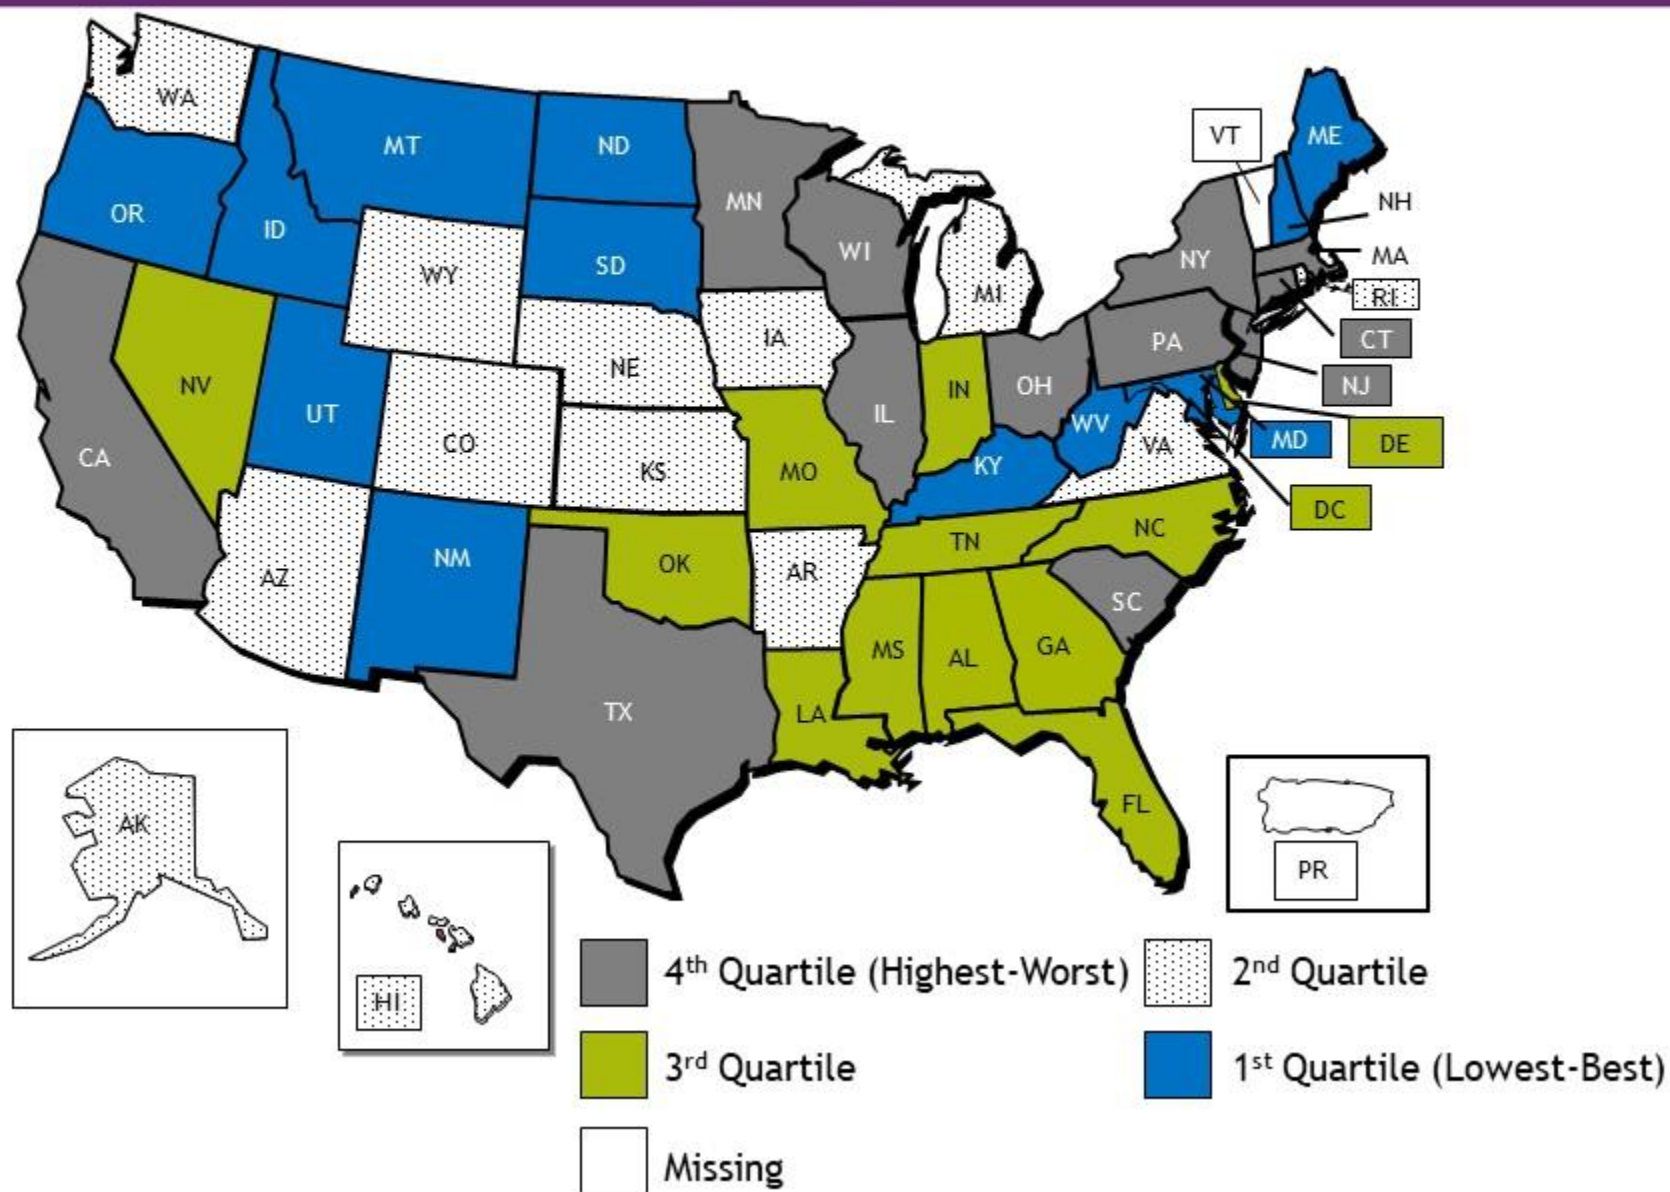 WA
MT
ND
MN
VT
ME
OR
ID
SD
WI
NH
WY
MI
NY
MA
RI
IA
PA
CT
NE
NV
UT
IN
OH
NJ
CO
IL
WV
MD
DE
CA
KS
MO
KY
VA
DC
NM
OK
TN
NC
AZ
AR
SC
MS
AL
GA
TX
LA
FL
AK
PR
HI
4th Quartile (Highest-Worst)
2nd Quartile
3rd Quartile
1st Quartile (Lowest-Best)
Missing